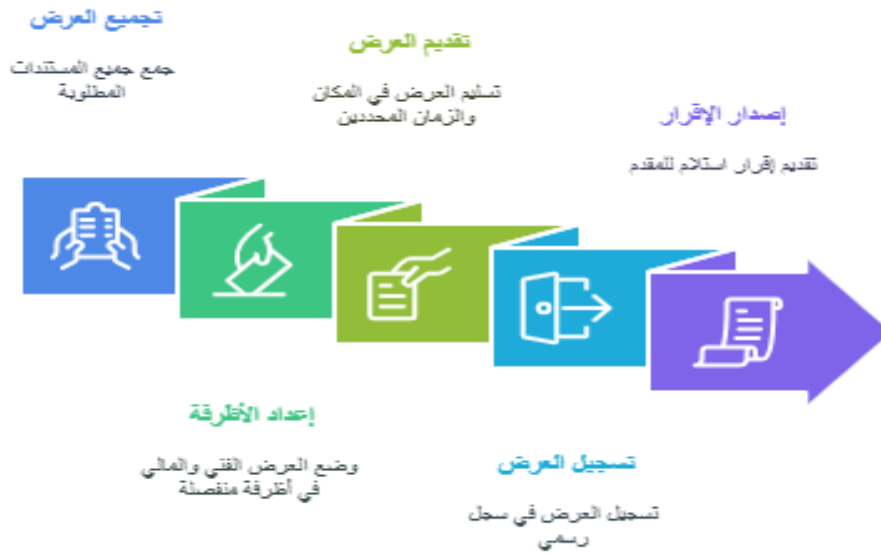 تجميع العرض
جمع جميع المستندات
المطلوبة
إعداد الأظرفة
وضع العرض الفني والمالي
في أظرفة منفصلة
تقديم العرض
تسليم العرض في المكان
والزمان المحددين
تسجيل العرض
تسجيل العرض في سجل
رسمي
إصدار الإقرار
تقديم إقرار استلام للمقدم